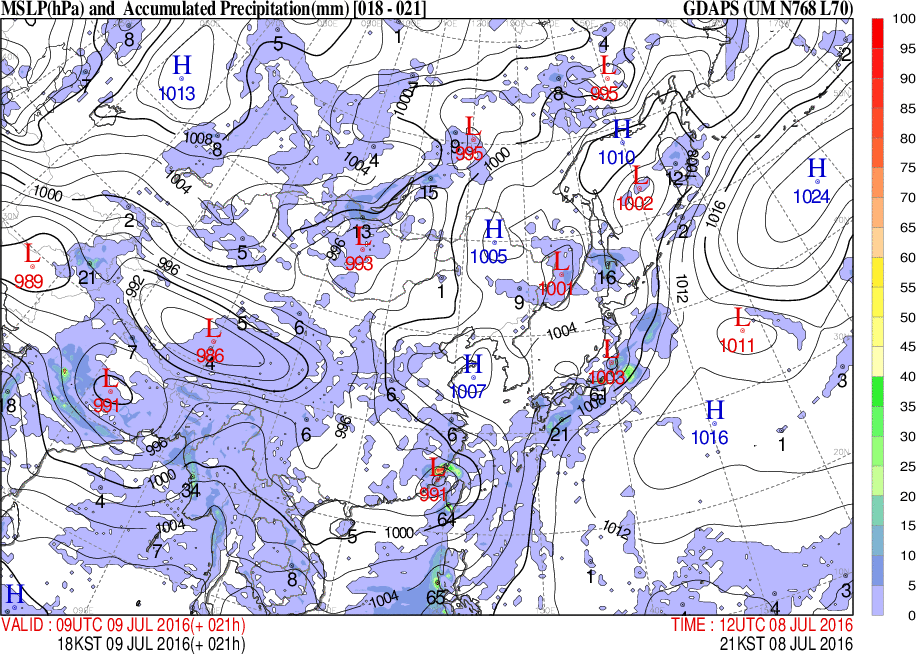 MSLP(hPa) and Accumulated Precipitation(mm) [018 - 021] GDAPS (UM N768 L70)
100
95
90
85
80
75
70
65
60
55
50
45
40
35
30
25
20
15
10
5
0
8 5 1 4 2
H L
1013 7 1004 8 995
L H
1008 8 9 995 1010 H
1004 4 1000 12 1008
1004 15 L 1024
1000 1002 1016
2 13 H 2
L 996 L 1005 L
989 21 996 5 993 1001 16
992 1 9 1012
L 5 6 1004 L
986 1011
7 4 H L
L 1007 1003 3
18 991 6 61 H
1008 1016
996 6 996 6 21 1
1000 L
34 991
4 64
1004 5 1000 1012
7
H 8 1004 65 1 4 3
VALID : 09UTC 09 JUL 2016(+ 021h) TIME : 12UTC 08 JUL 2016
18KST 09 JUL 2016(+ 021h) 21KST 08 JUL 2016